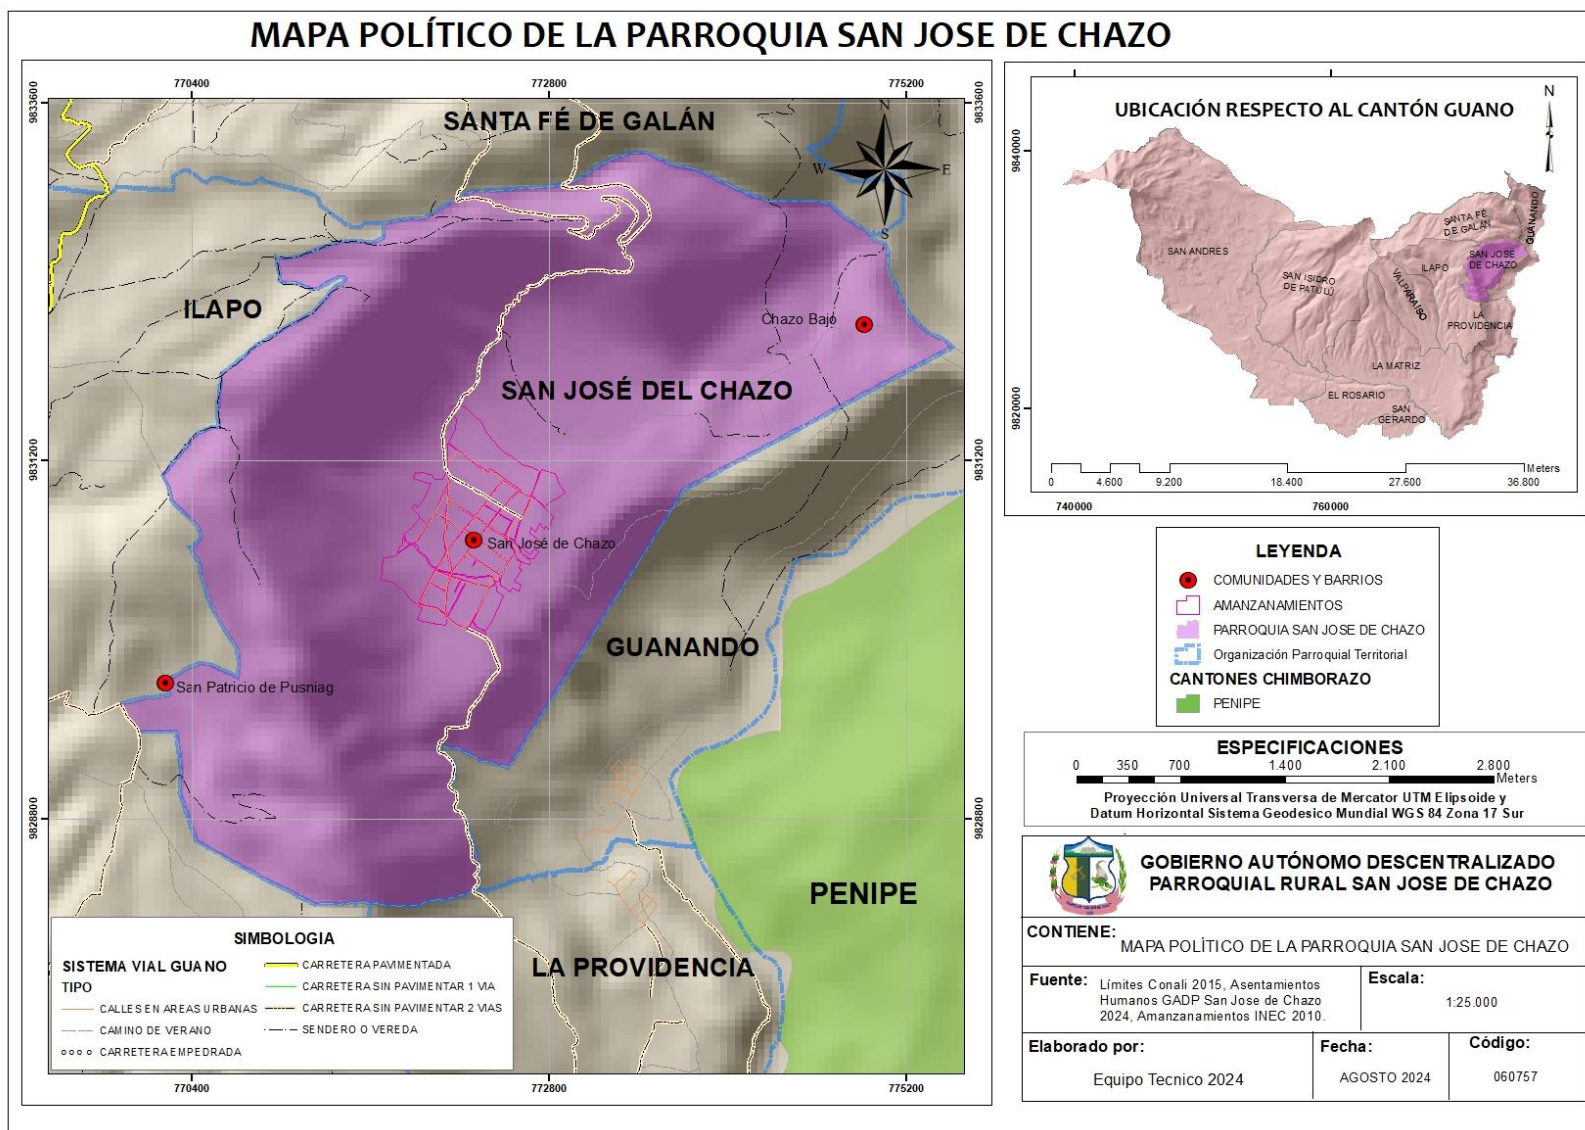 MAPA POLÍTICO DE LA PARROQUIA SAN JOSE DE CHAZO
770400
772800
775200
9833600
9833600
SANTA FÉ DE GALÁN
N
W
E
S
ILAPO
Chazo Bajo
SAN JOSÉ DEL CHAZO
9831200
9831200
San José de Chazo
GUANANDO
San Patricio de Pusniag
9828800
9828800
PENIPE
LA PROVIDENCIA
SIMBOLOGIA
SISTEMA VIAL GUANO
TIPO
CALLES EN AREAS URBANAS
CAMINO DE VERANO
CARRETERA EMPEDRADA
CARRETERA PAVIMENTADA
CARRETERA SIN PAVIMENTAR 1 VIA
CARRETERA SIN PAVIMENTAR 2 VIAS
SENDERO O VEREDA
770400
772800
775200
UBICACIÓN RESPECTO AL CANTÓN GUANO
N
9840000
9820000
SAN ANDRES
SAN ISIDRO
DE PATULÚ
SANTA FÉ
DE GALÁN
GUANANDO
SAN JOSÉ
DE CHAZO
ILAPO
VALPARAÍSO
LA
PROVIDENCIA
LA MATRIZ
EL ROSARIO
SAN
GERARDO
Meters
0
4.600
9.200
18.400
27.600
36.800
740000
760000
LEYENDA
COMUNIDADES Y BARRIOS
AMANZANAMIENTOS
PARROQUIA SAN JOSE DE CHAZO
Organización Parroquial Territorial
CANTONES CHIMBORAZO
PENIPE
ESPECIFICACIONES
0
350
700
1.400
2.100
2.800
Meters
Proyección Universal Transversa de Mercator UTM Elipsoide y
Datum Horizontal Sistema Geodesico Mundial WGS 84 Zona 17 Sur
GOBIERNO AUTÓNOMO DESCENTRALIZADO
PARROQUIAL RURAL SAN JOSE DE CHAZO
CONTIENE:
MAPA POLÍTICO DE LA PARROQUIA SAN JOSE DE CHAZO
Fuente:
Límites Conali 2015, Asentamientos
Humanos GADP San Jose de Chazo
2024, Amanzanamientos INEC 2010.
Escala:
1:25.000
Elaborado por:
Equipo Tecnico 2024
Fecha:
AGOSTO 2024
Código:
060757